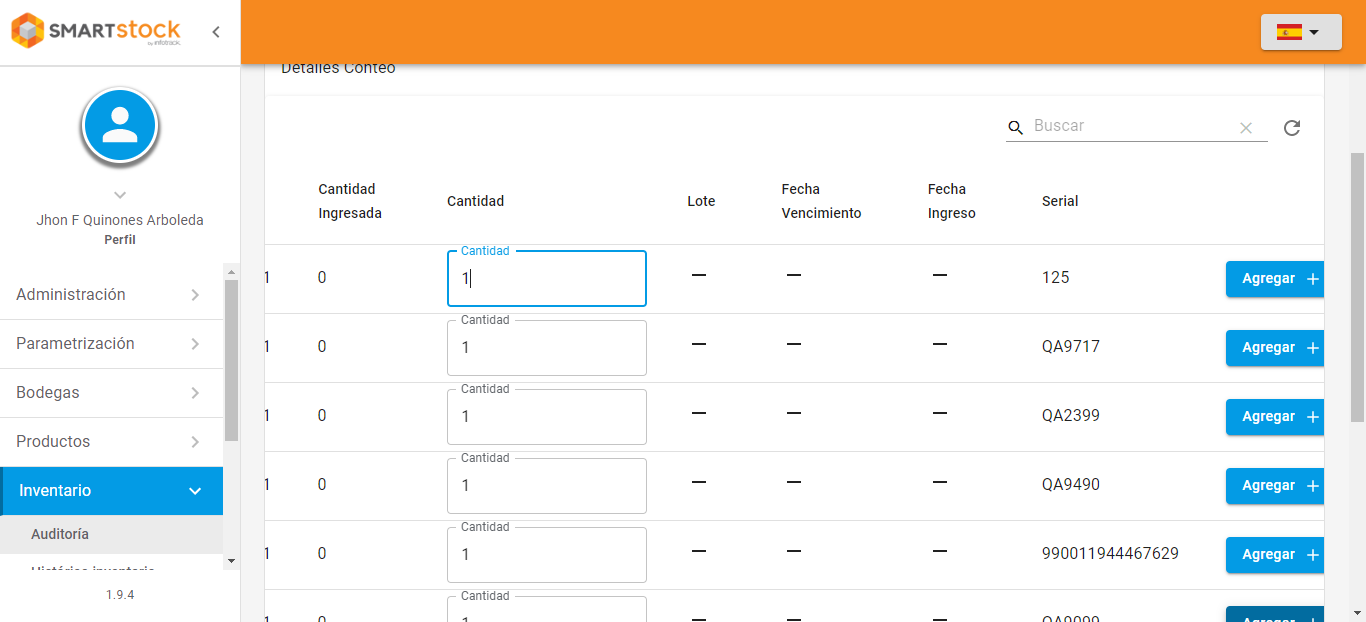 SMARTstock
by infotrack.
Detalles Conteo
Jhon F Quinones Arboleda
Perfil
Administración
Parametrización
Bodegas
Productos
Inventario
Auditoría
Histórico inventario
1.9.4
Buscar
Cantidad Ingresada Cantidad Lote Fecha Vencimiento Fecha Ingreso Serial
Cantidad
1 0 1 — — — 125 Agregar +
Cantidad
1 0 1 — — — QA9717 Agregar +
Cantidad
1 0 1 — — — QA2399 Agregar +
Cantidad
1 0 1 — — — QA9490 Agregar +
Cantidad
1 0 1 — — — 990011944467629 Agregar +
Cantidad
1 0 1 — — — Agregar +